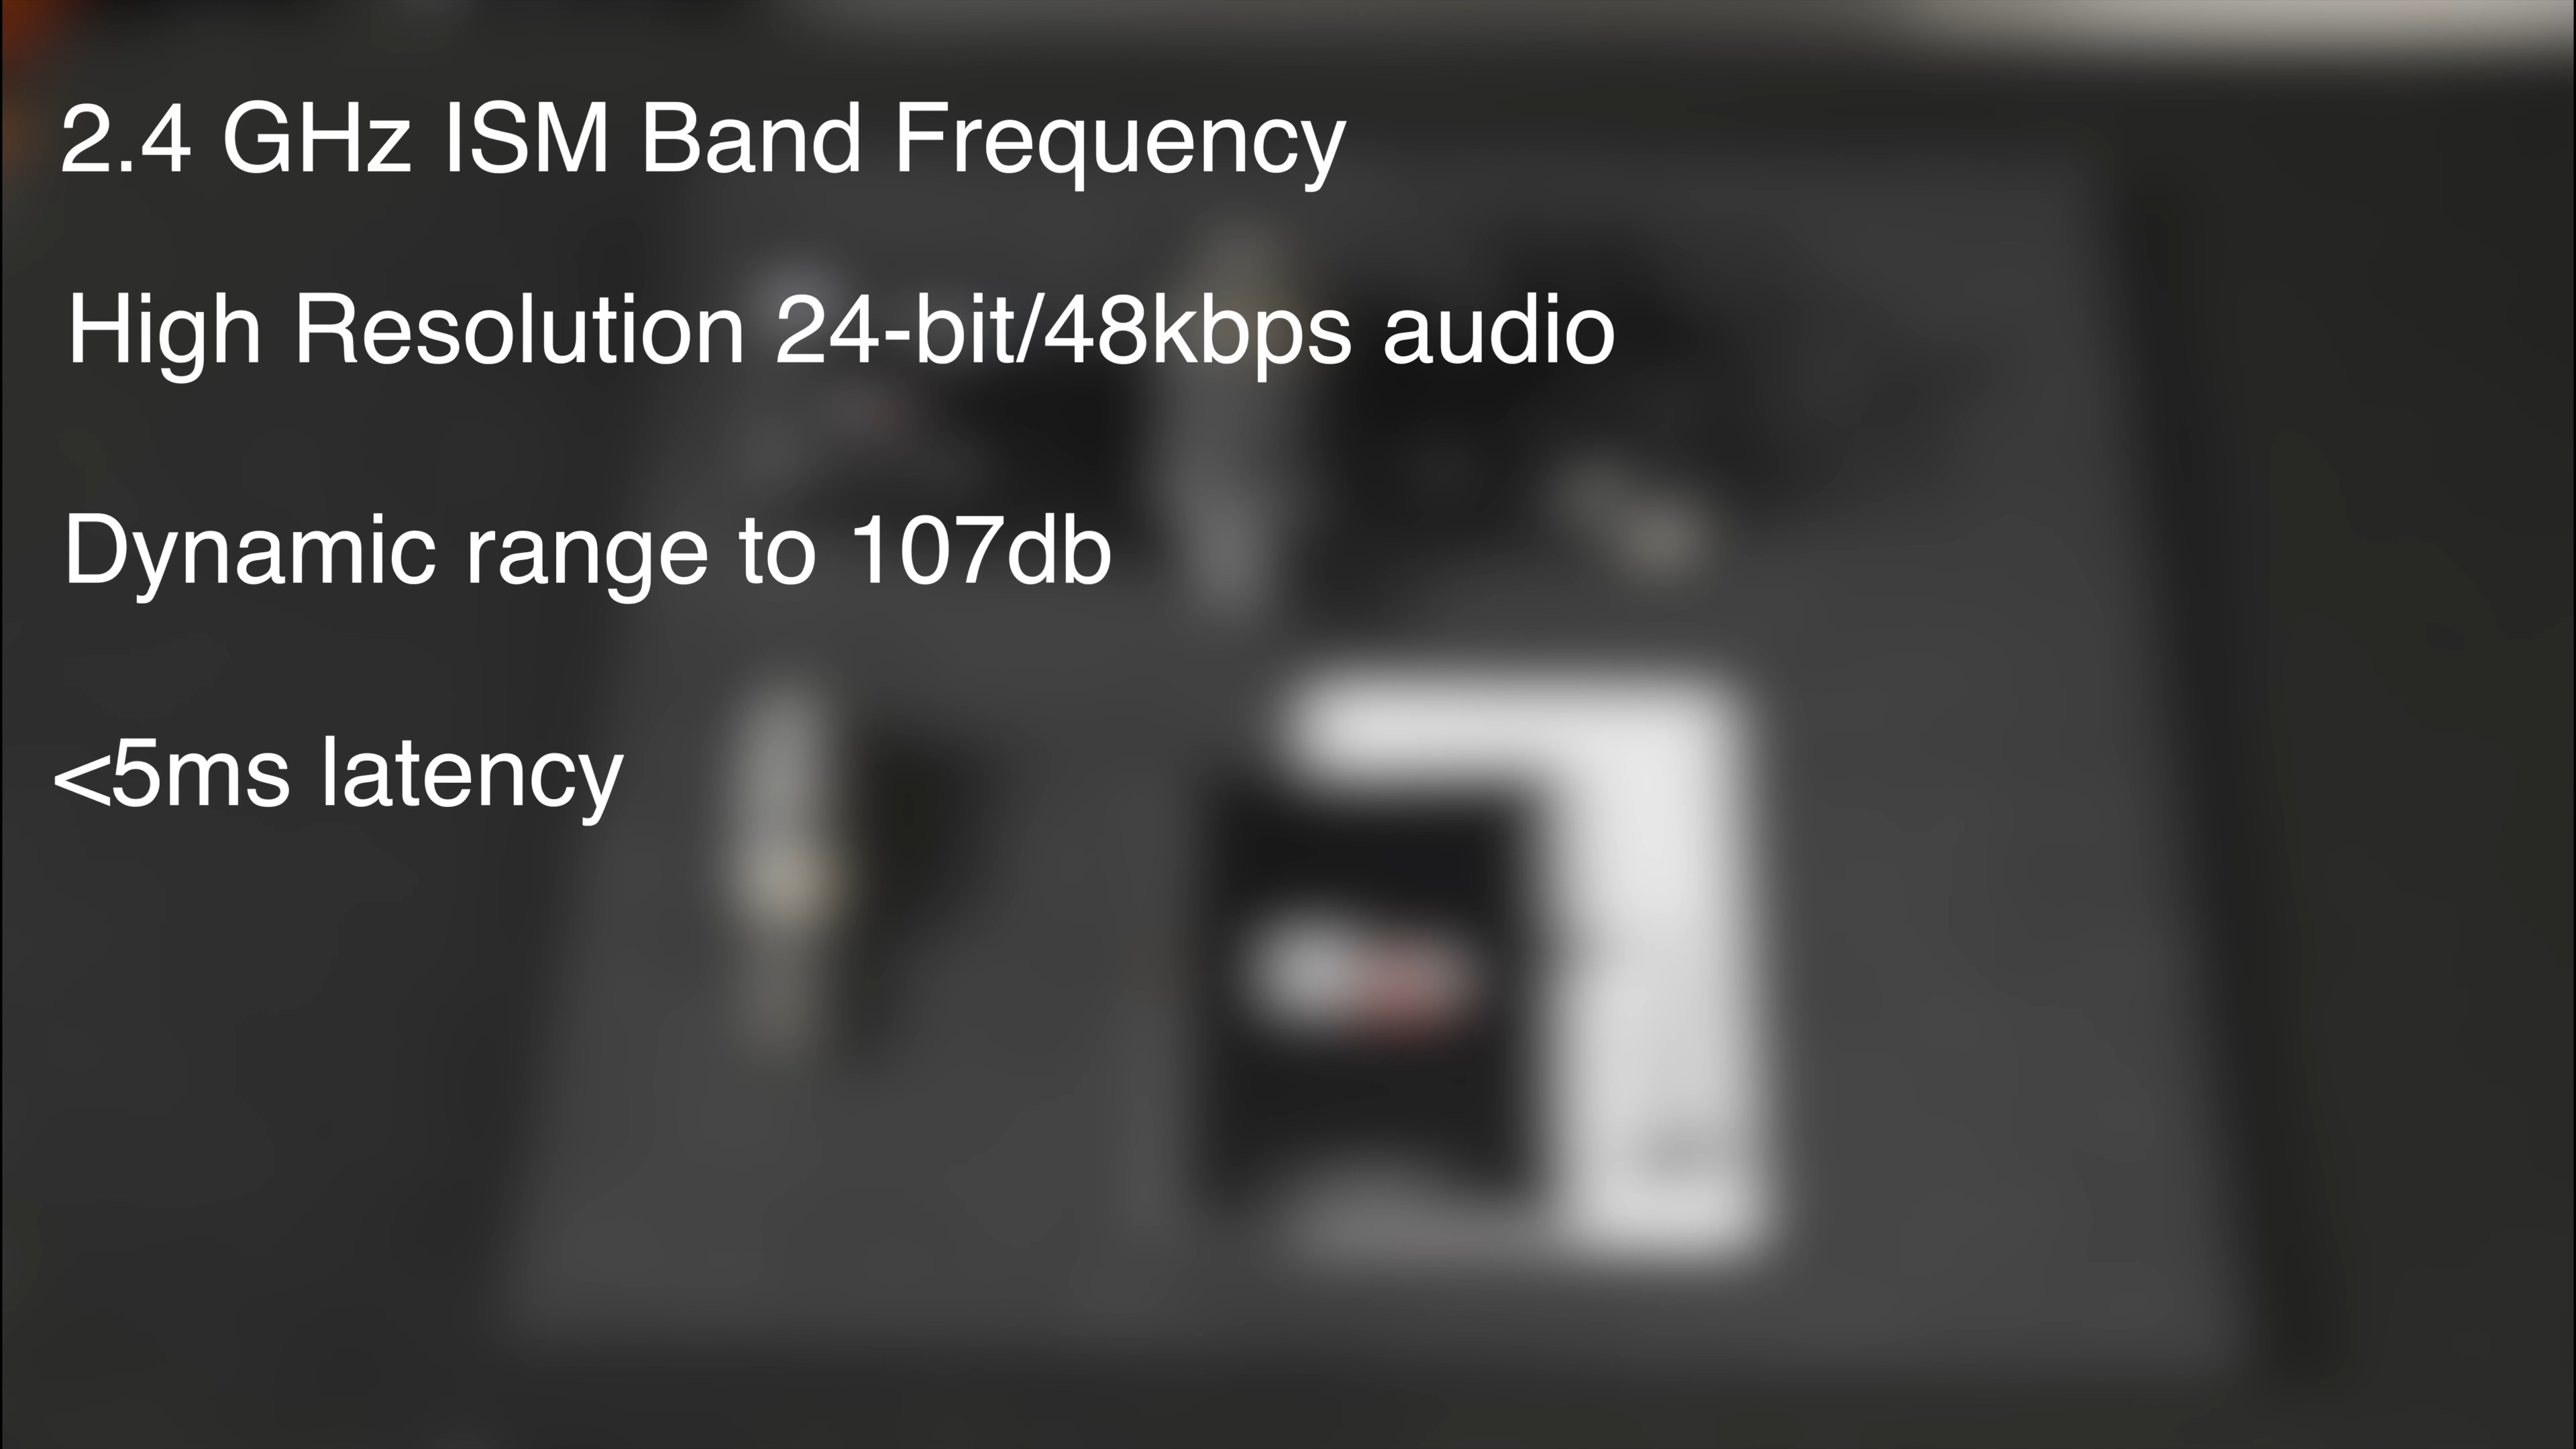 2.4 GHz ISM Band Frequency
High Resolution 24-bit/48kbps audio
Dynamic range to 107db
<5ms latency